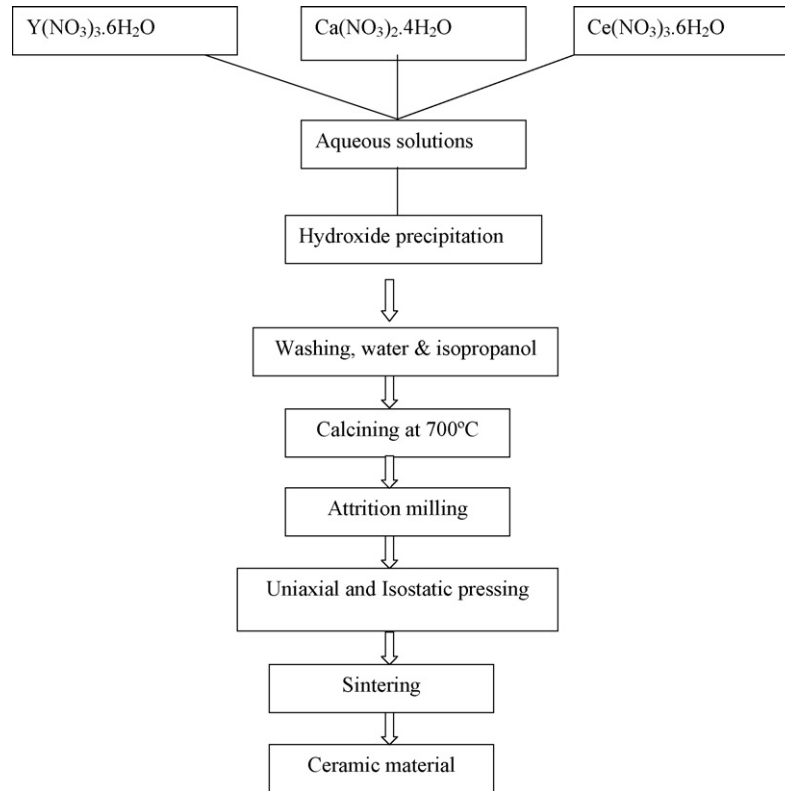 Y(NO₃)₃.6H₂O
Ca(NO₃)₂.4H₂O
Ce(NO₃)₃.6H₂O
Aqueous solutions
Hydroxide precipitation
Washing, water & isopropanol
Calcining at 700ºC
Attrition milling
Uniaxial and Isostatic pressing
Sintering
Ceramic material